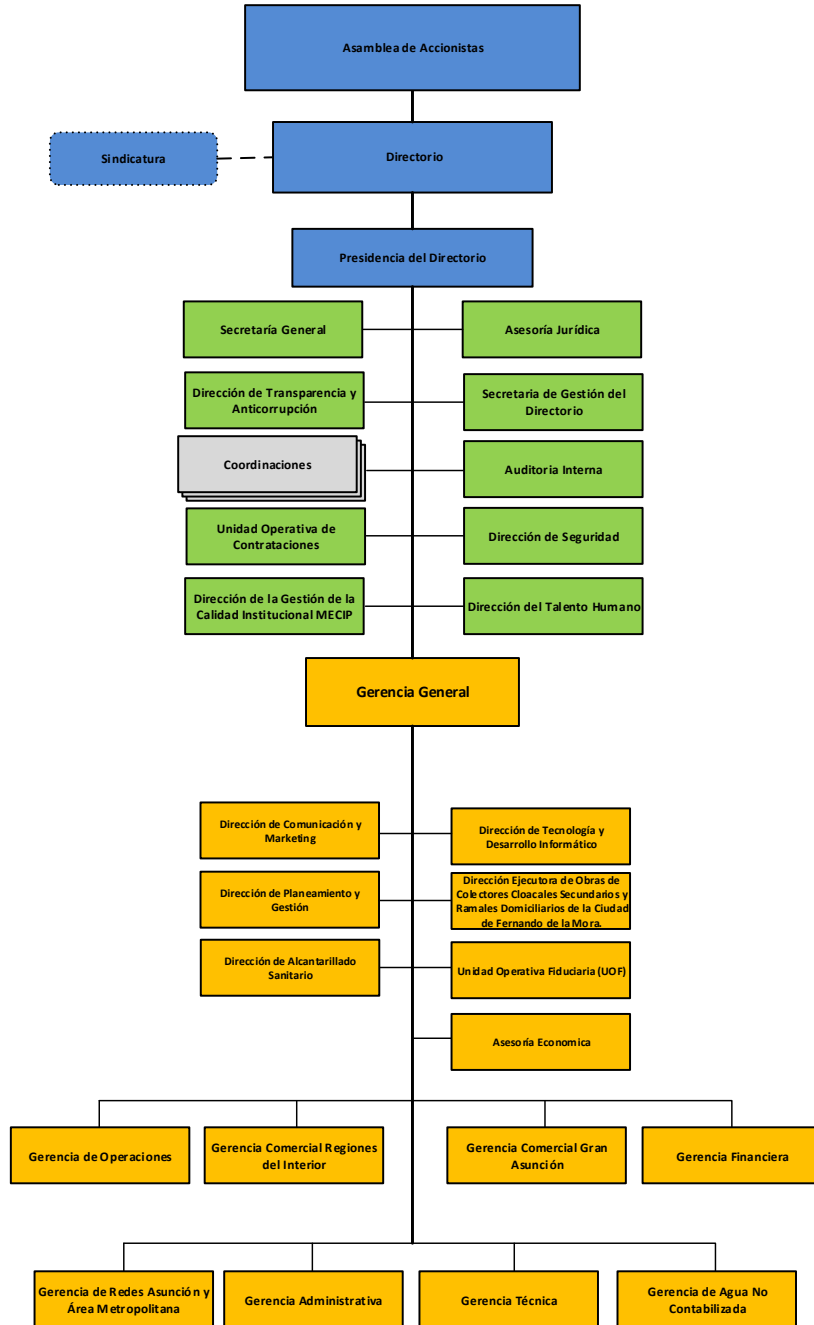 Asamblea de Accionistas
Sindicatura
Directorio
Presidencia del Directorio
Secretaría General
Asesoría Jurídica
Dirección de Transparencia y
Anticorrupción
Secretaria de Gestión del
Directorio
Coordinaciones
Auditoria Interna
Unidad Operativa de
Contrataciones
Dirección de Seguridad
Dirección de la Gestión de la
Calidad Institucional MECIP
Dirección del Talento Humano
Gerencia General
Dirección de Comunicación y
Marketing
Dirección de Tecnología y
Desarrollo Informático
Dirección de Planeamiento y
Gestión
Dirección Ejecutora de Obras de
Colectores Cloacales Secundarios y
Ramales Domiciliarios de la Ciudad
de Fernando de la Mora.
Dirección de Alcantarillado
Sanitario
Unidad Operativa Fiduciaria (UOF)
Asesoría Economica
Gerencia de Operaciones
Gerencia Comercial Regiones
del Interior
Gerencia Comercial Gran
Asunción
Gerencia Financiera
Gerencia de Redes Asunción y
Área Metropolitana
Gerencia Administrativa
Gerencia Técnica
Gerencia de Agua No
Contabilizada